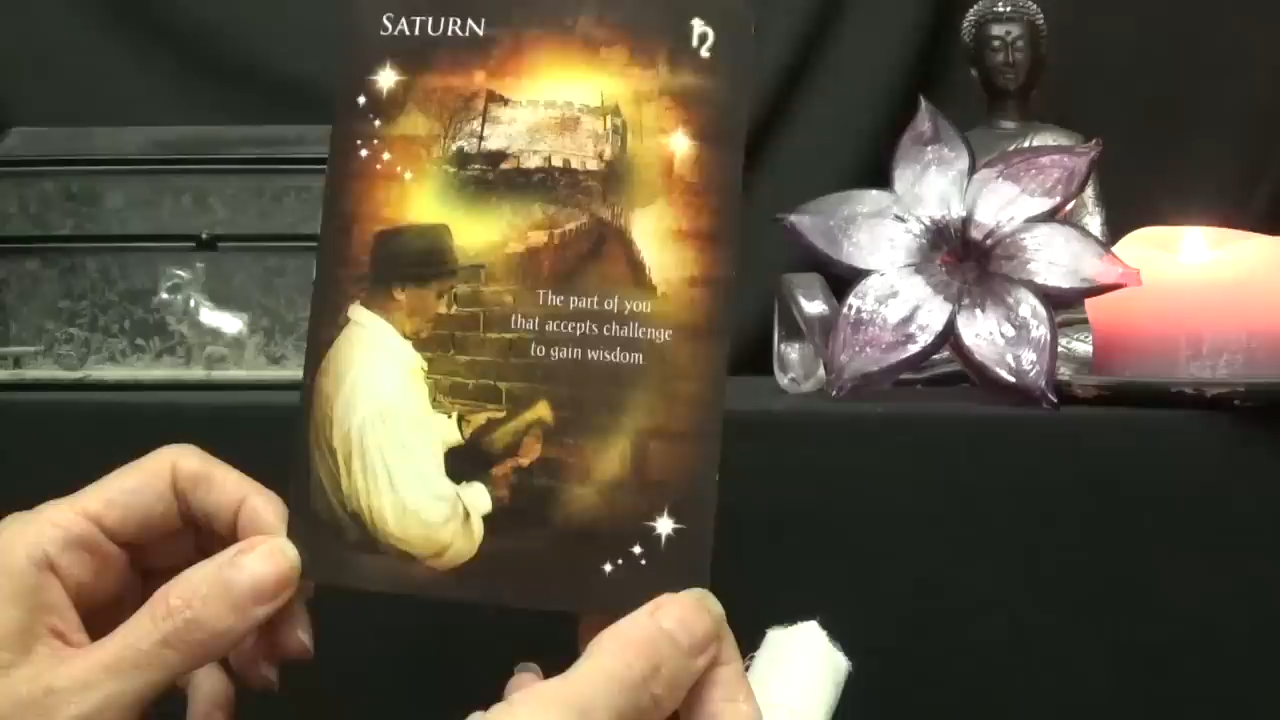 SATURN
♄
The part of you
that accepts challenge
to gain wisdom.